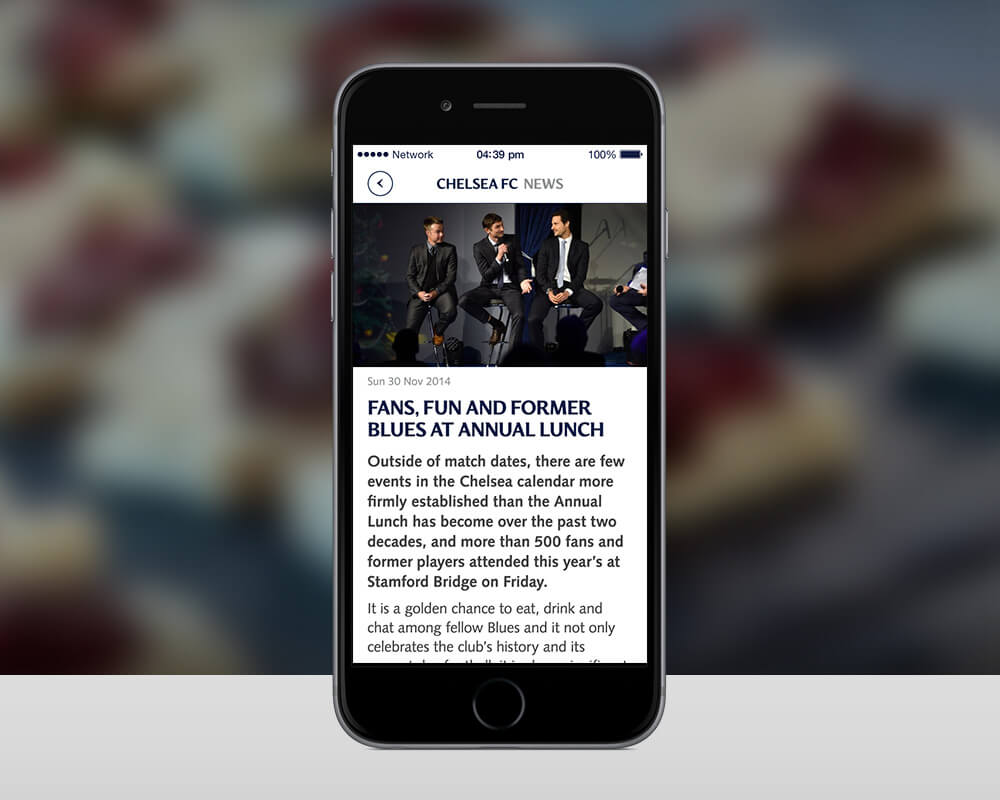 Network 04:39 pm 100%
CHELSEA FC NEWS
Sun 30 Nov 2014
FANS, FUN AND FORMER
BLUES AT ANNUAL LUNCH
Outside of match dates, there are few
events in the Chelsea calendar more
firmly established than the Annual
Lunch has become over the past two
decades, and more than 500 fans and
former players attended this year's at
Stamford Bridge on Friday.
It is a golden chance to eat, drink and
chat among fellow Blues and it not only
celebrates the club's history and its